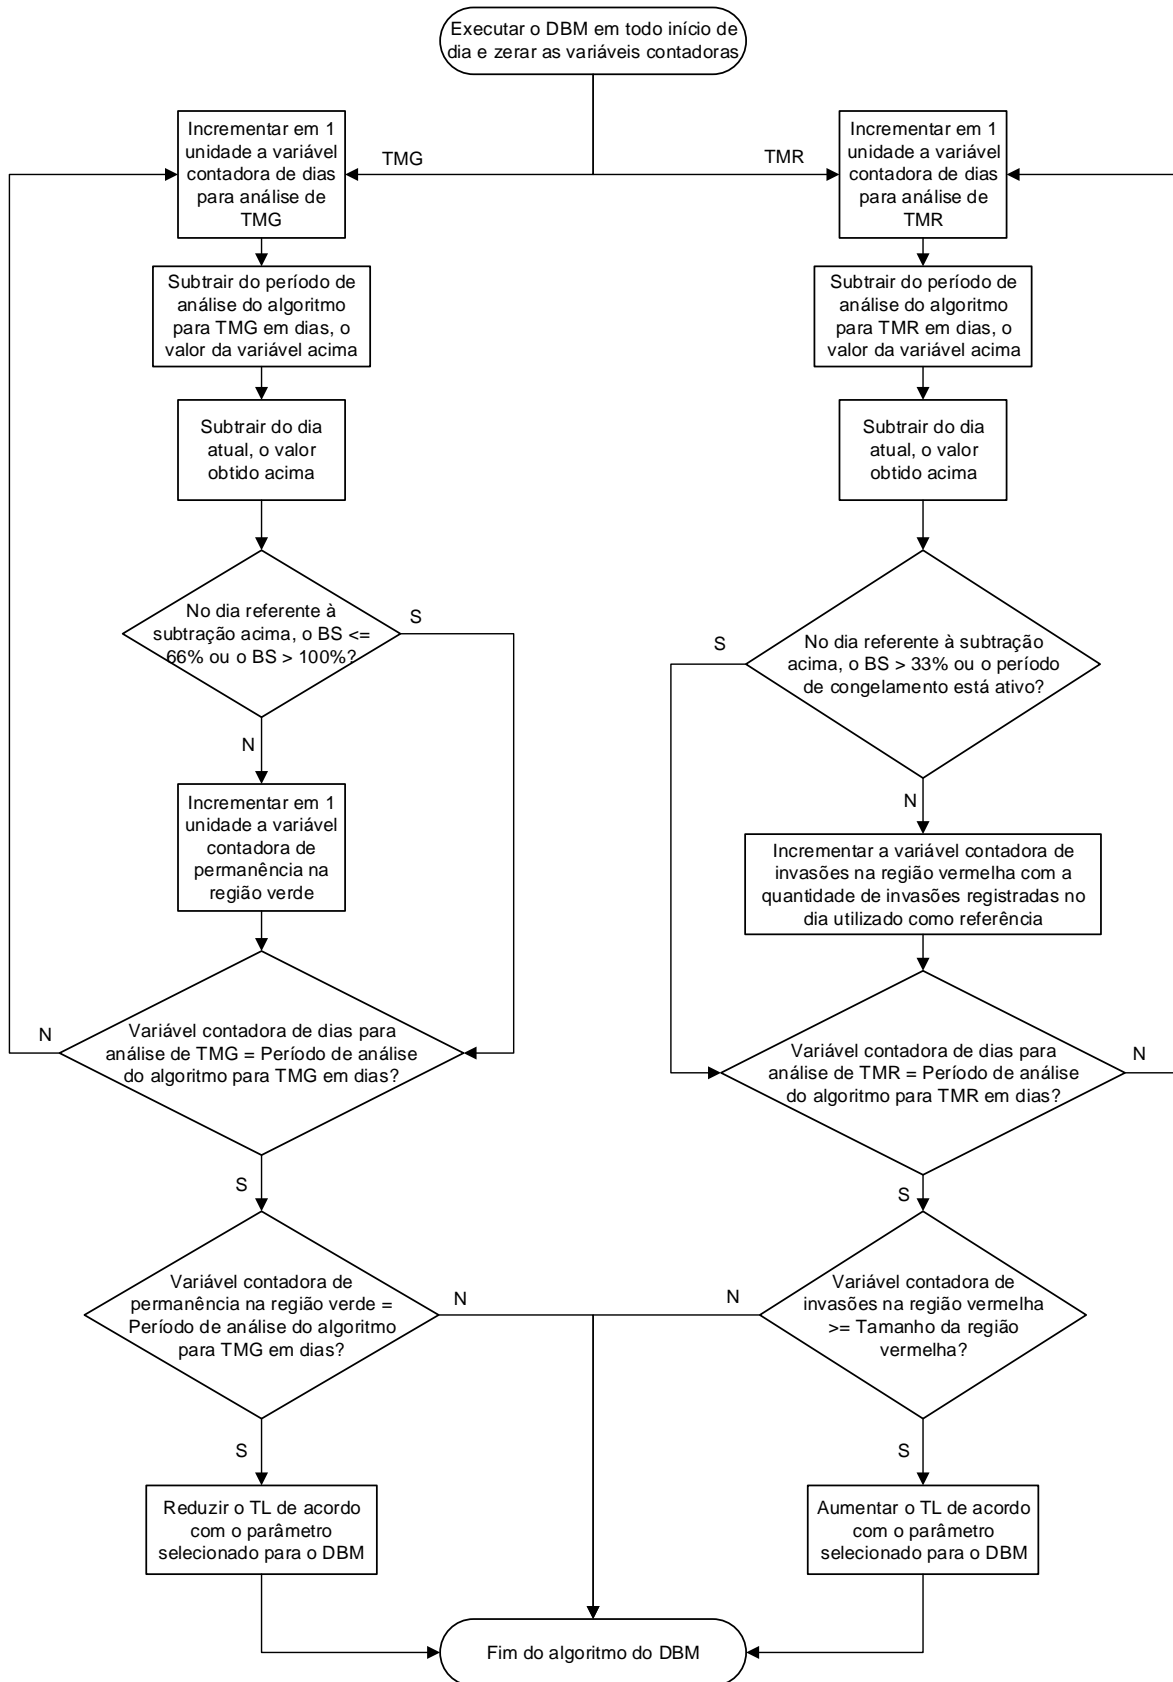 Executar o DBM em todo início de
dia e zerar as variáveis contadoras
TMG
TMR
Incrementar em 1
unidade a variável
contadora de dias
para análise de
TMG
Incrementar em 1
unidade a variável
contadora de dias
para análise de
TMR
Subtrair do período de
análise do algoritmo
para TMG em dias, o
valor da variável acima
Subtrair do período de
análise do algoritmo
para TMR em dias, o
valor da variável acima
Subtrair do dia
atual, o valor
obtido acima
Subtrair do dia
atual, o valor
obtido acima
No dia referente à
subtração acima, o BS <=
66% ou o BS > 100%?
S
N
No dia referente à subtração
acima, o BS > 33% ou o período
de congelamento está ativo?
S
N
Incrementar em 1
unidade a variável
contadora de
permanência na
região verde
Incrementar a variável contadora de
invasões na região vermelha com a
quantidade de invasões registradas no
dia utilizado como referência
Variável contadora de dias para
análise de TMG = Período de análise
do algoritmo para TMG em dias?
N
S
Variável contadora de dias para
análise de TMR = Período de análise
do algoritmo para TMR em dias?
N
S
Variável contadora de
permanência na região verde =
Período de análise do algoritmo
para TMG em dias?
N
S
Variável contadora de
invasões na região vermelha
>= Tamanho da região
vermelha?
N
S
Reduzir o TL de acordo
com o parâmetro
selecionado para o DBM
Aumentar o TL de acordo
com o parâmetro
selecionado para o DBM
Fim do algoritmo do DBM